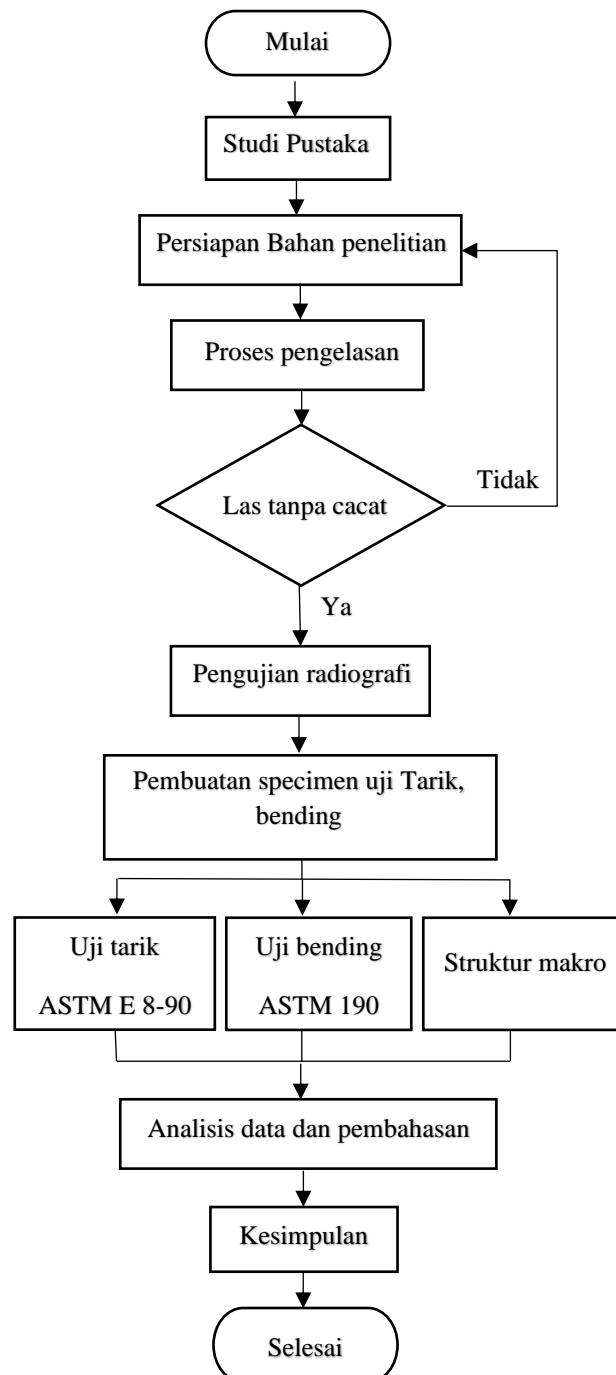 Mulai
Studi Pustaka
Persiapan Bahan penelitian
Proses pengelasan
Las tanpa cacat
Tidak
Ya
Pengujian radiografi
Pembuatan specimen uji Tarik,
bending
Uji tarik
ASTM E 8-90
Uji bending
ASTM 190
Struktur makro
Analisis data dan pembahasan
Kesimpulan
Selesai